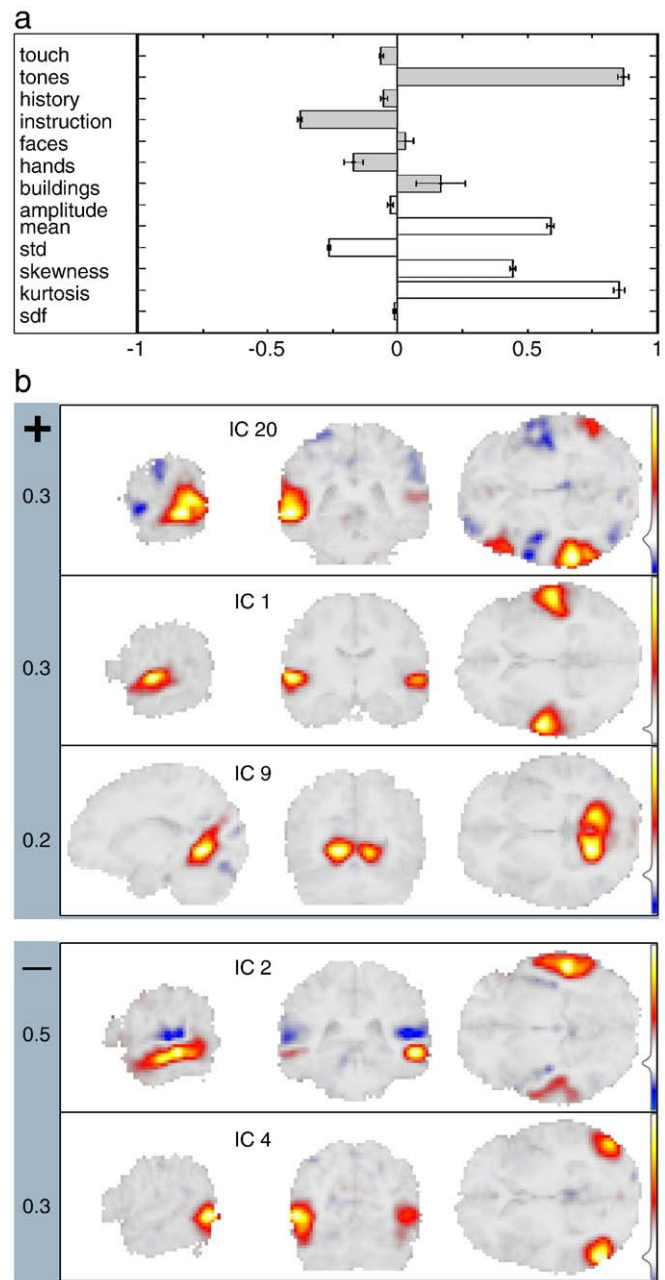 a
touch
tones
history
instruction
faces
hands
buildings
amplitude
mean
std
skewness
kurtosis
sdf
-1 -0.5 0 0.5 1
b
+
IC 20
0.3
IC 1
0.3
IC 9
0.2
–
IC 2
0.5
IC 4
0.3